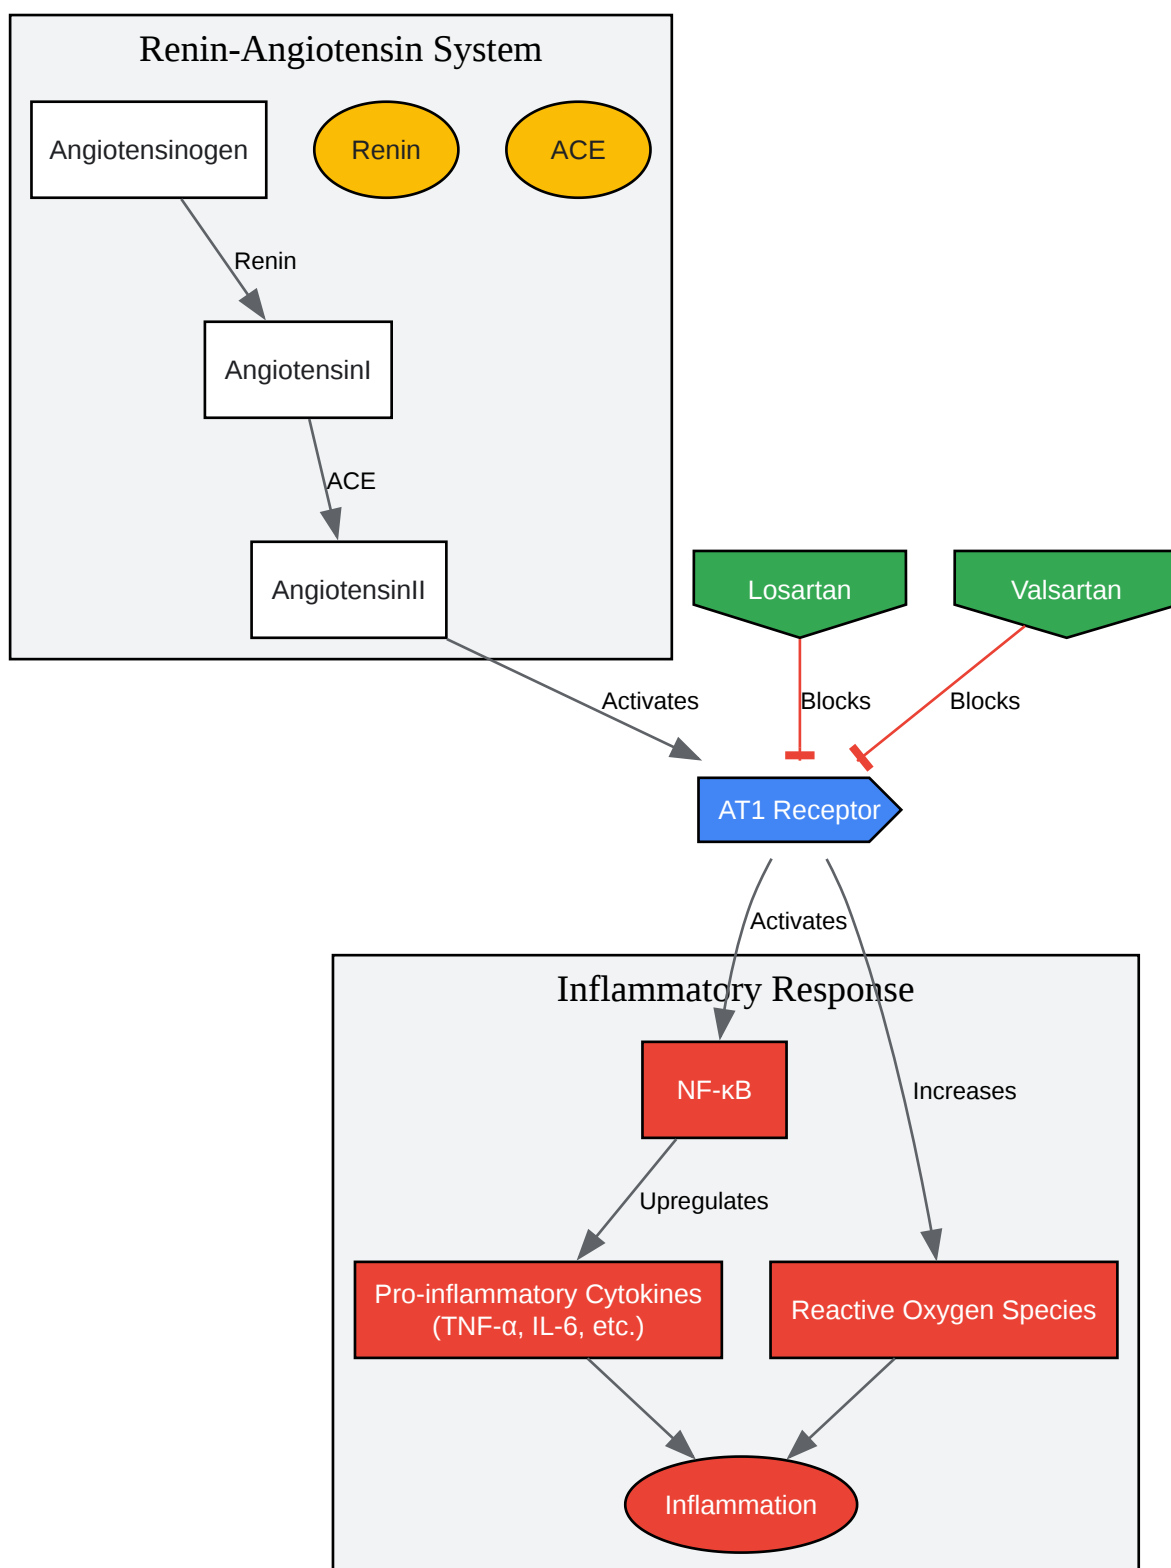 Renin-Angiotensin System
Angiotensinogen
Renin
ACE
Renin
AngiotensinI
ACE
AngiotensinII
Losartan
Valsartan
Activates
Blocks
Blocks
AT1 Receptor
Activates
Inflammatory Response
NF-κB
Increases
Upregulates
Pro-inflammatory Cytokines
(TNF-α, IL-6, etc.)
Reactive Oxygen Species
Inflammation